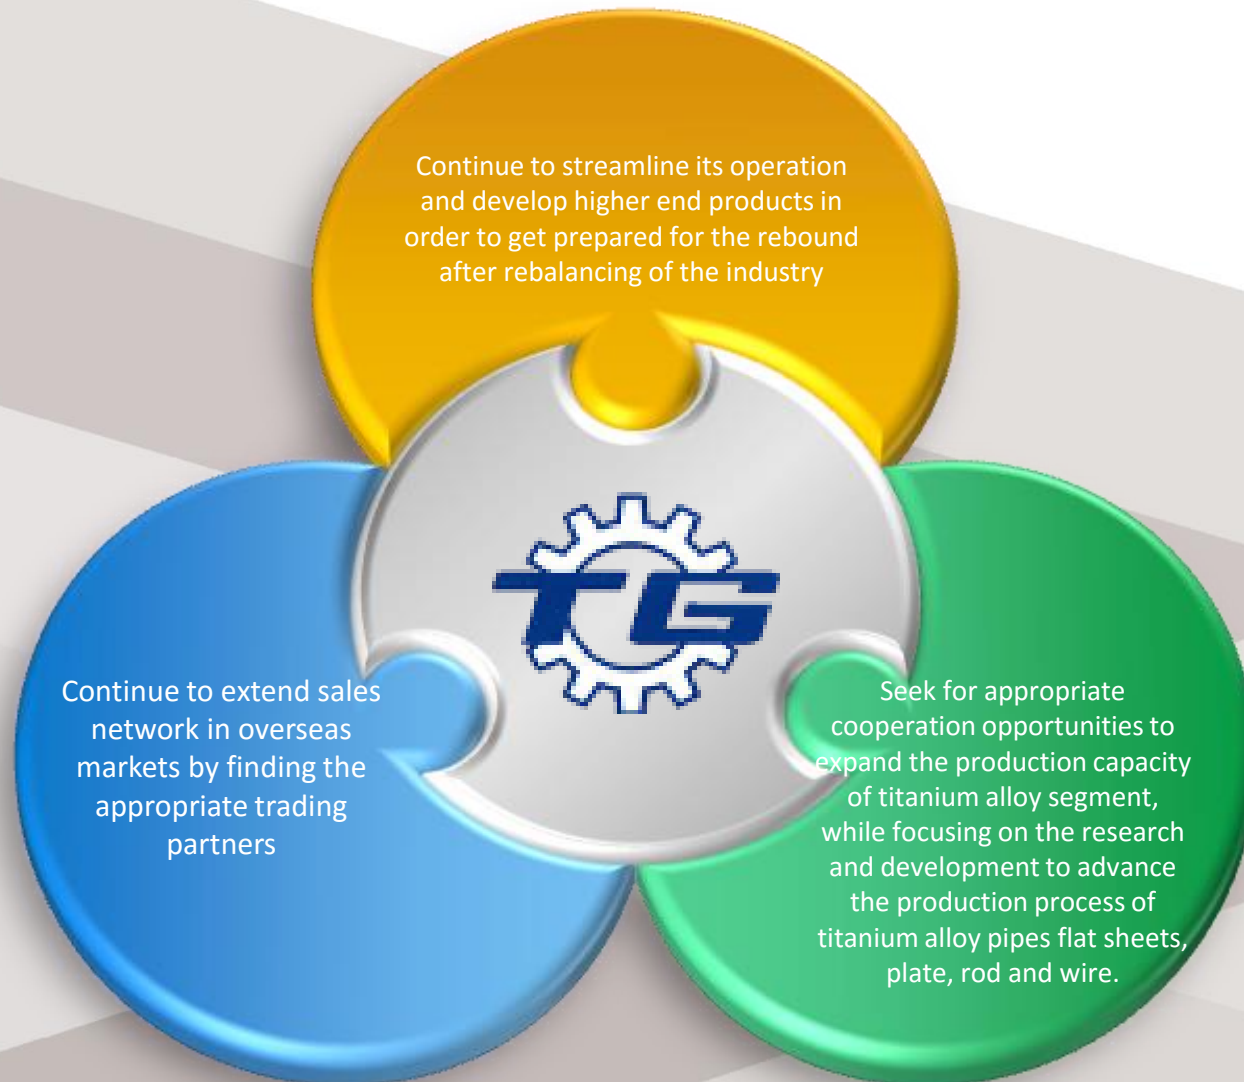 Continue to streamline its operation
and develop higher end products in
order to get prepared for the rebound
after rebalancing of the industry
TG
Continue to extend sales
network in overseas
markets by finding the
appropriate trading
partners
Seek for appropriate
cooperation opportunities to
expand the production capacity
of titanium alloy segment,
while focusing on the research
and development to advance
the production process of
titanium alloy pipes flat sheets,
plate, rod and wire.